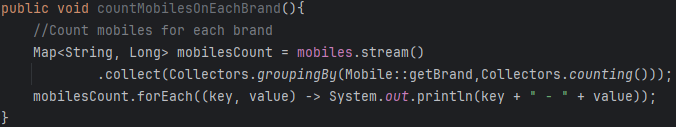 public void countMobilesOnEachBrand(){
//Count mobiles for each brand
Map<String, Long> mobilesCount = mobiles.stream()
.collect(Collectors.groupingBy(Mobile::getBrand,Collectors.counting()));
mobilesCount.forEach((key, value) -> System.out.println(key + " - " + value));
}